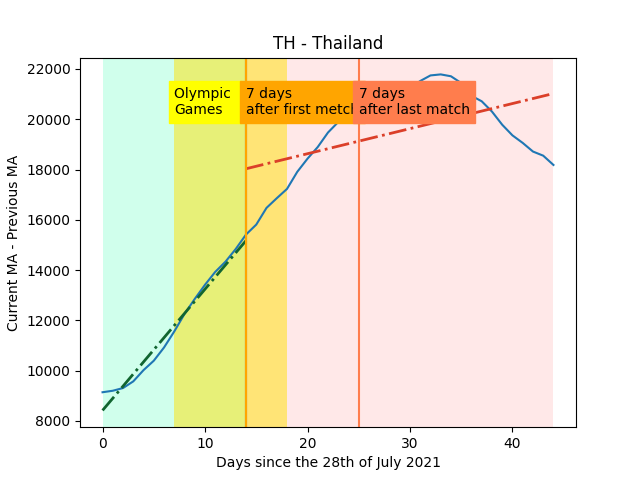 TH - Thailand
Current MA - Previous MA
22000
20000
18000
16000
14000
12000
10000
8000
Olympic
Games
7 days
after first metch
7 days
after last match
0
10
20
30
40
Days since the 28th of July 2021